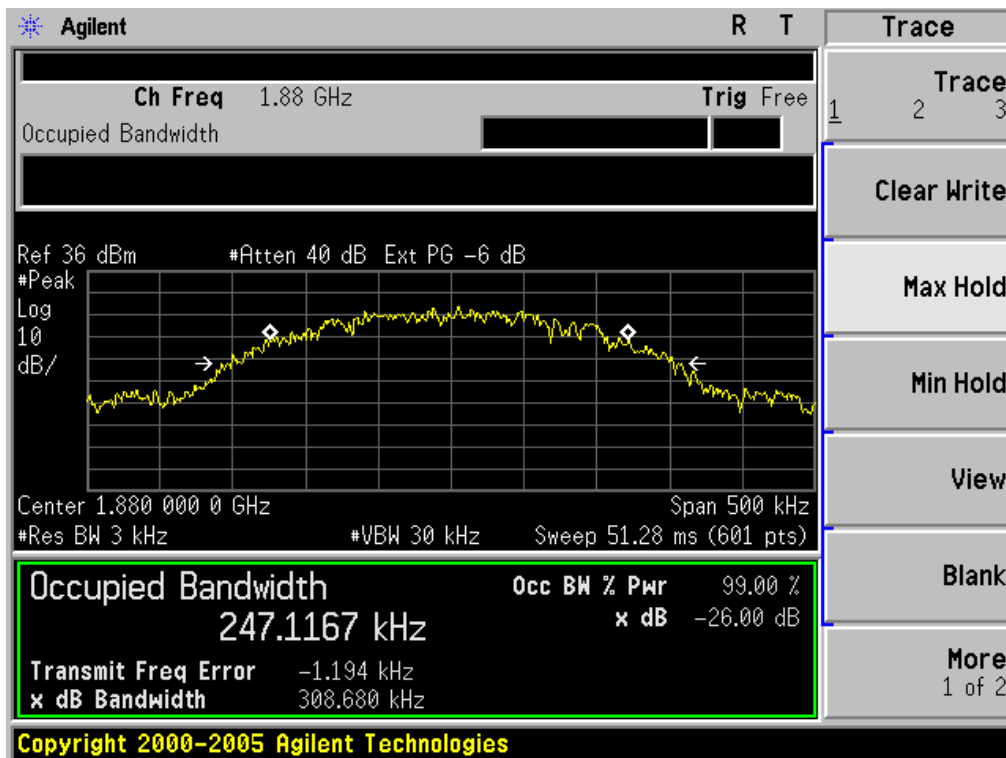 Agilent R T
Ch Freq 1.88 GHz Trig Free
Occupied Bandwidth
Ref 36 dBm #Atten 40 dB Ext PG -6 dB
#Peak
Log
10
dB/
Center 1.880 000 0 GHz Span 500 kHz
#Res BW 3 kHz #VBW 30 kHz Sweep 51.28 ms (601 pts)
Occupied Bandwidth Occ BW % Pwr 99.00 %
247.1167 kHz x dB -26.00 dB
Transmit Freq Error -1.194 kHz
x dB Bandwidth 308.680 kHz
Copyright 2000-2005 Agilent Technologies
Trace
Trace
1 2 3
Clear Write
Max Hold
Min Hold
View
Blank
More
1 of 2